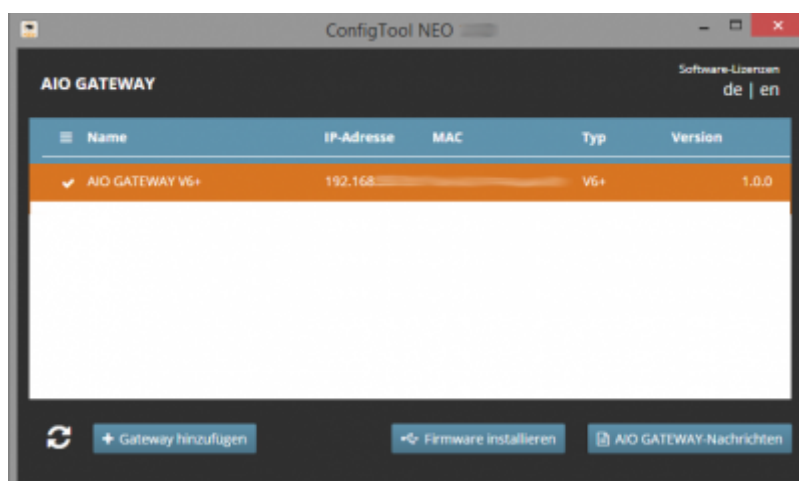 ConfigTool NEO
AIO GATEWAY
Software-Lizenzen
de | en
Name IP-Adresse MAC Typ Version
AIO GATEWAY V6+ 192.168 V6+ 1.0.0
+ Gateway hinzufügen Firmware installieren AIO GATEWAY-Nachrichten